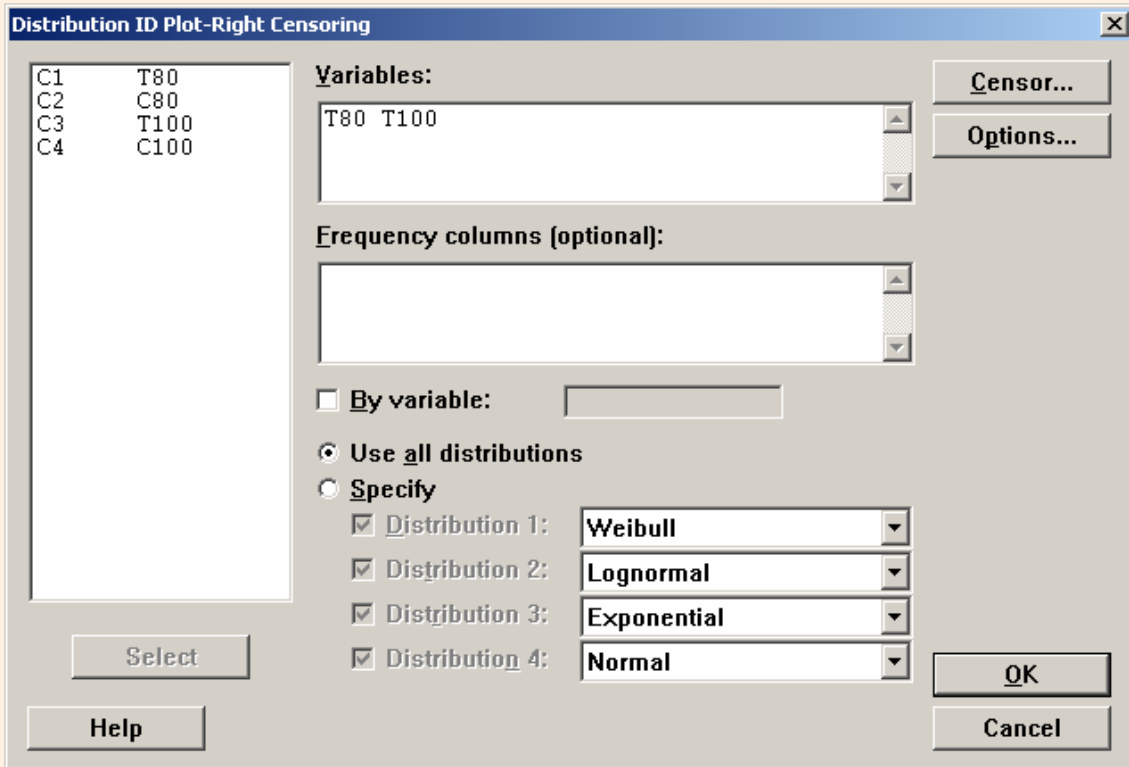 Distribution ID Plot-Right Censoring
C1 T80
C2 C80
C3 T100
C4 C100
Variables:
T80 T100
Censor...
Options...
Frequency columns (optional):
By variable:
Use all distributions
Specify
Distribution 1: Weibull
Distribution 2: Lognormal
Distribution 3: Exponential
Distribution 4: Normal
Select
Help
OK
Cancel